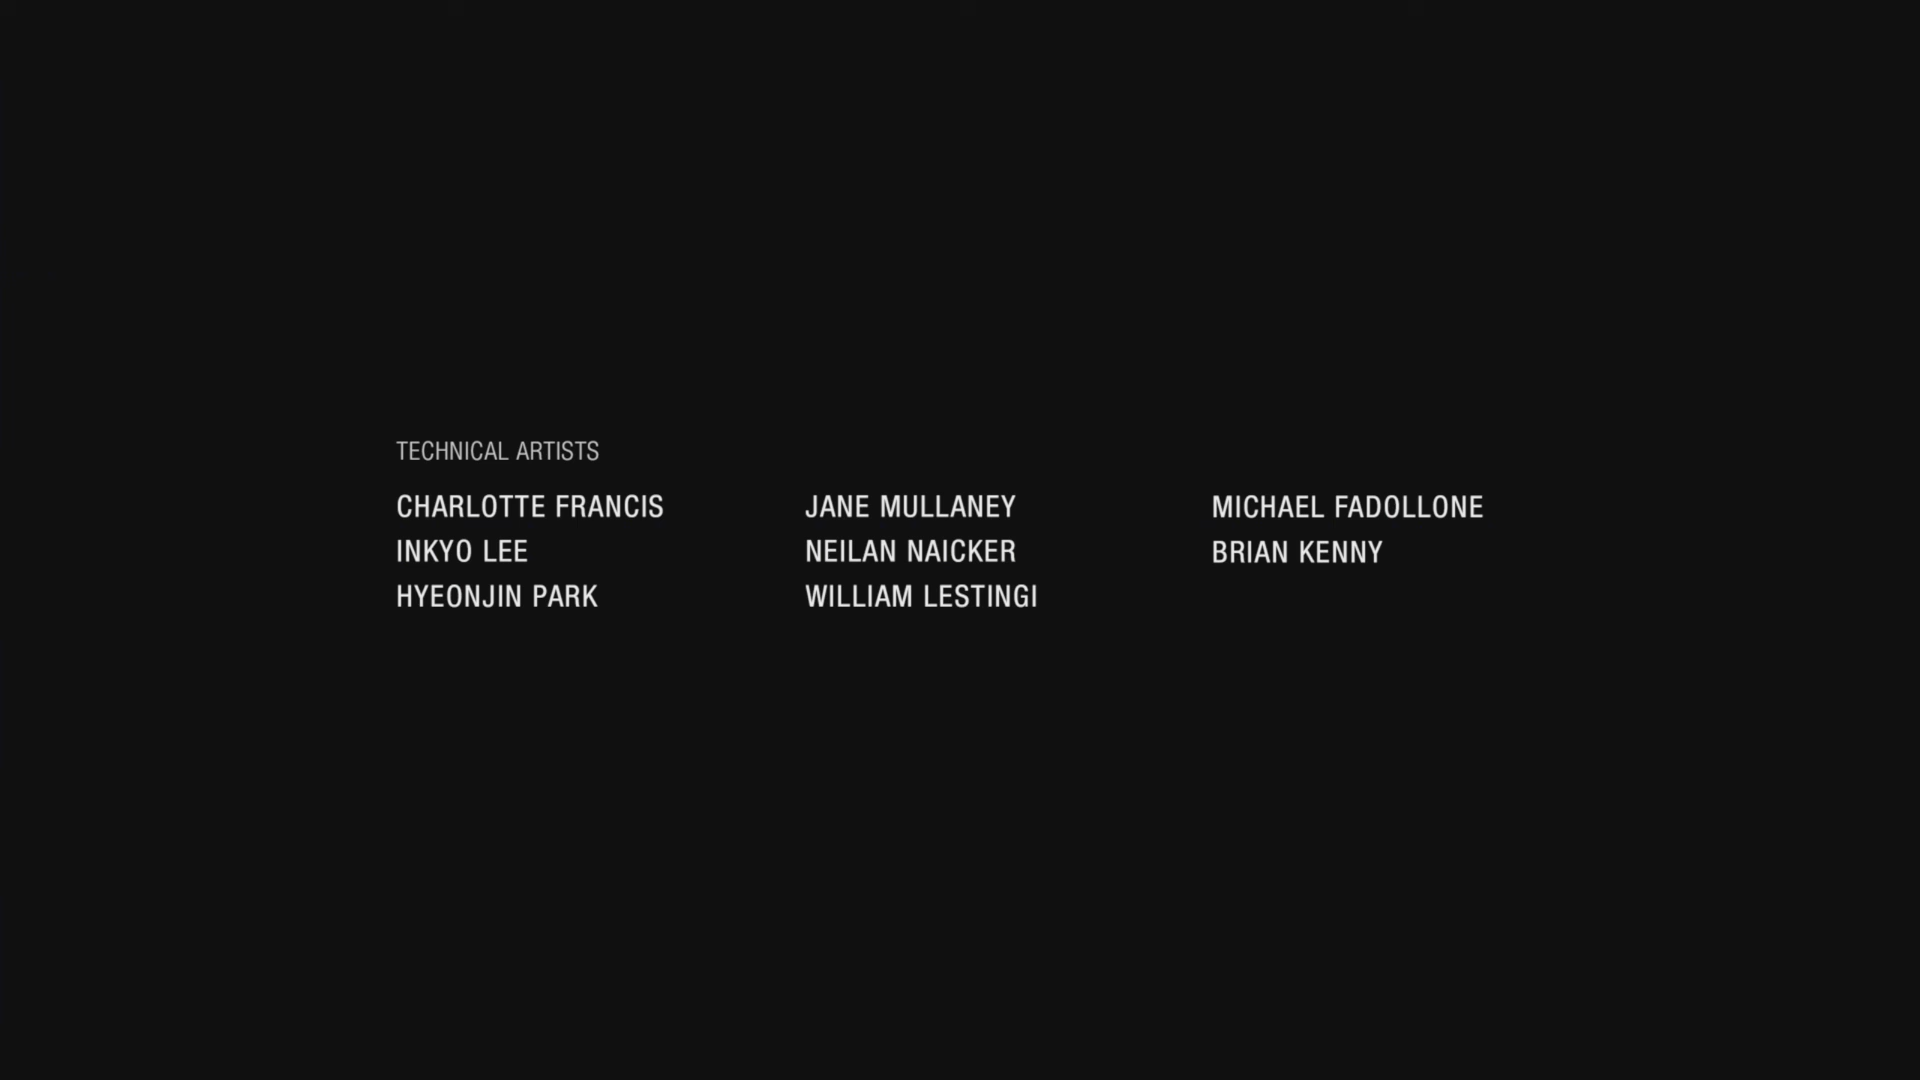 TECHNICAL ARTISTS
CHARLOTTE FRANCIS
INKYO LEE
HYEONJIN PARK
JANE MULLANEY
NEILAN NAICKER
WILLIAM LESTINGI
MICHAEL FADOLLONE
BRIAN KENNY